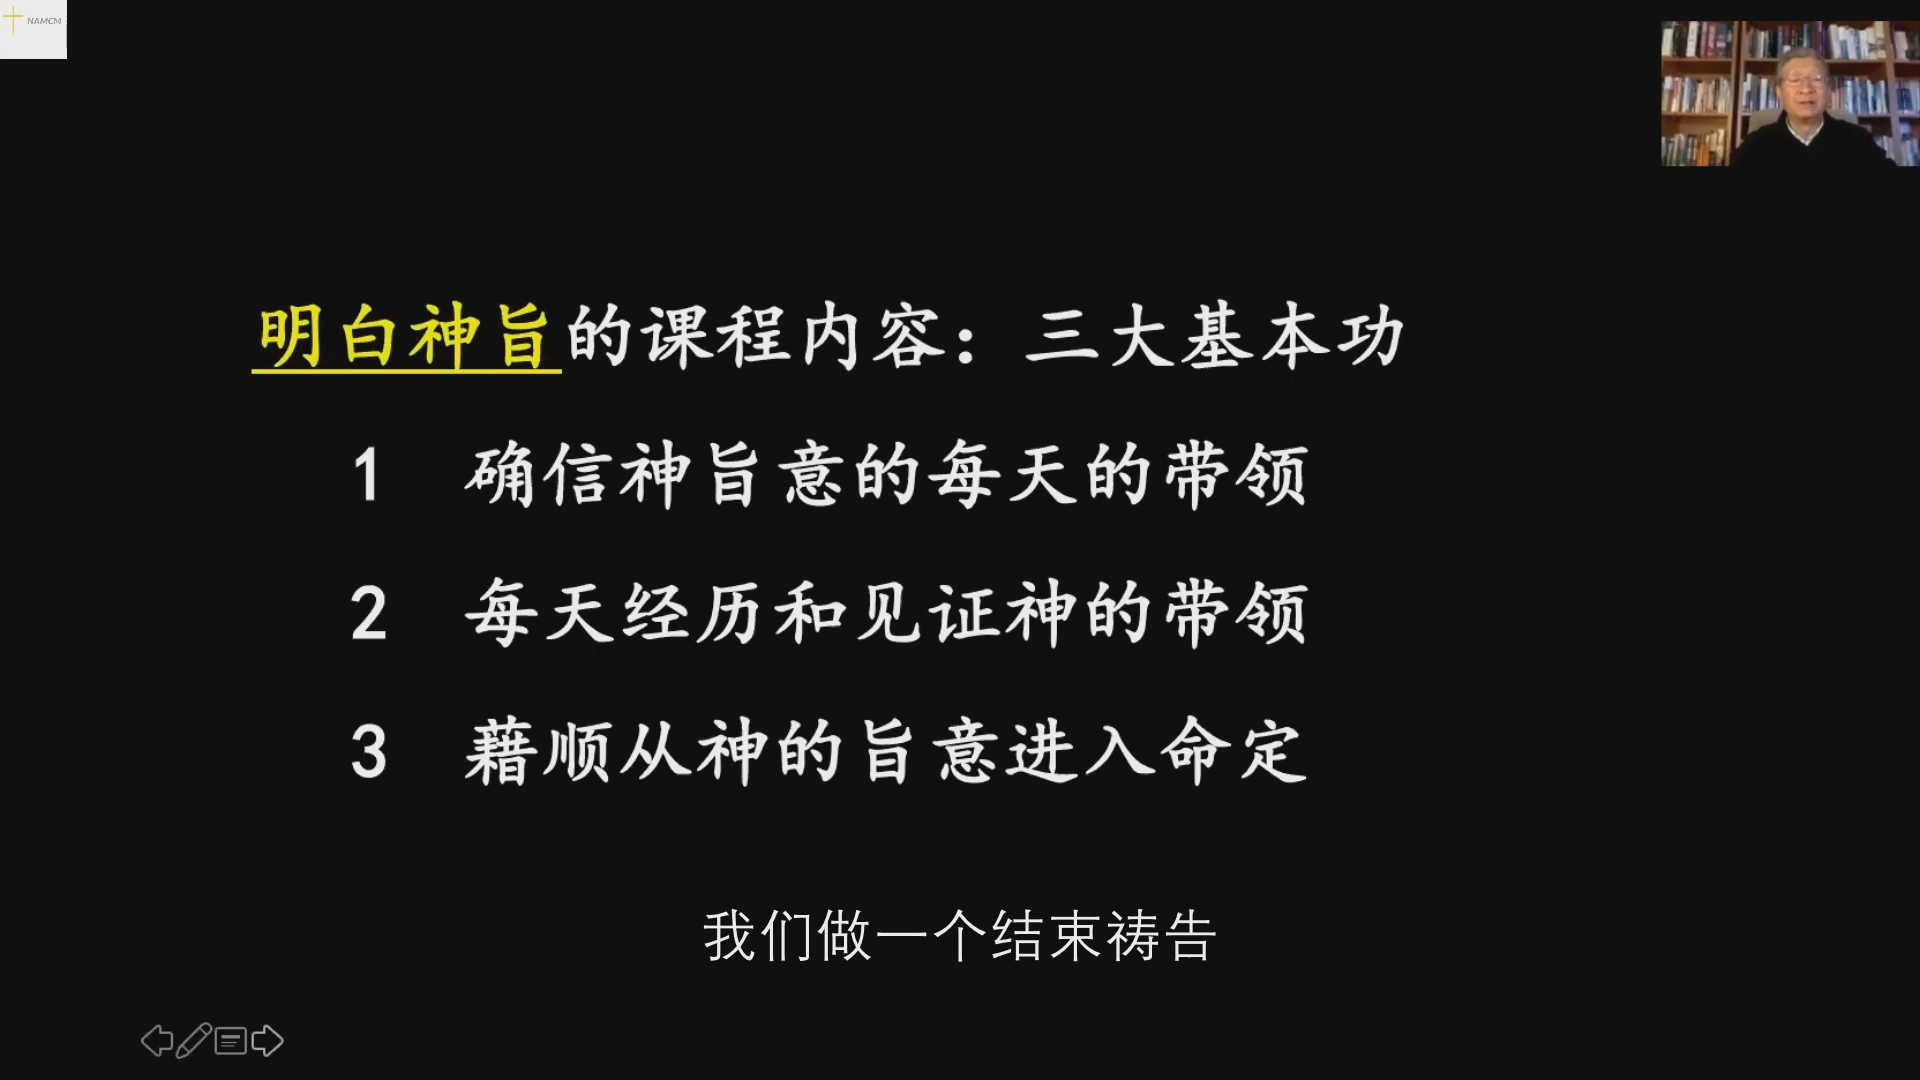 NAMCM
明白神旨的课程内容：三大基本功
1 确信神旨意的每天的带领
2 每天经历和见证神的带领
3 藉顺从神的旨意进入命定
我们做一个结束祷告